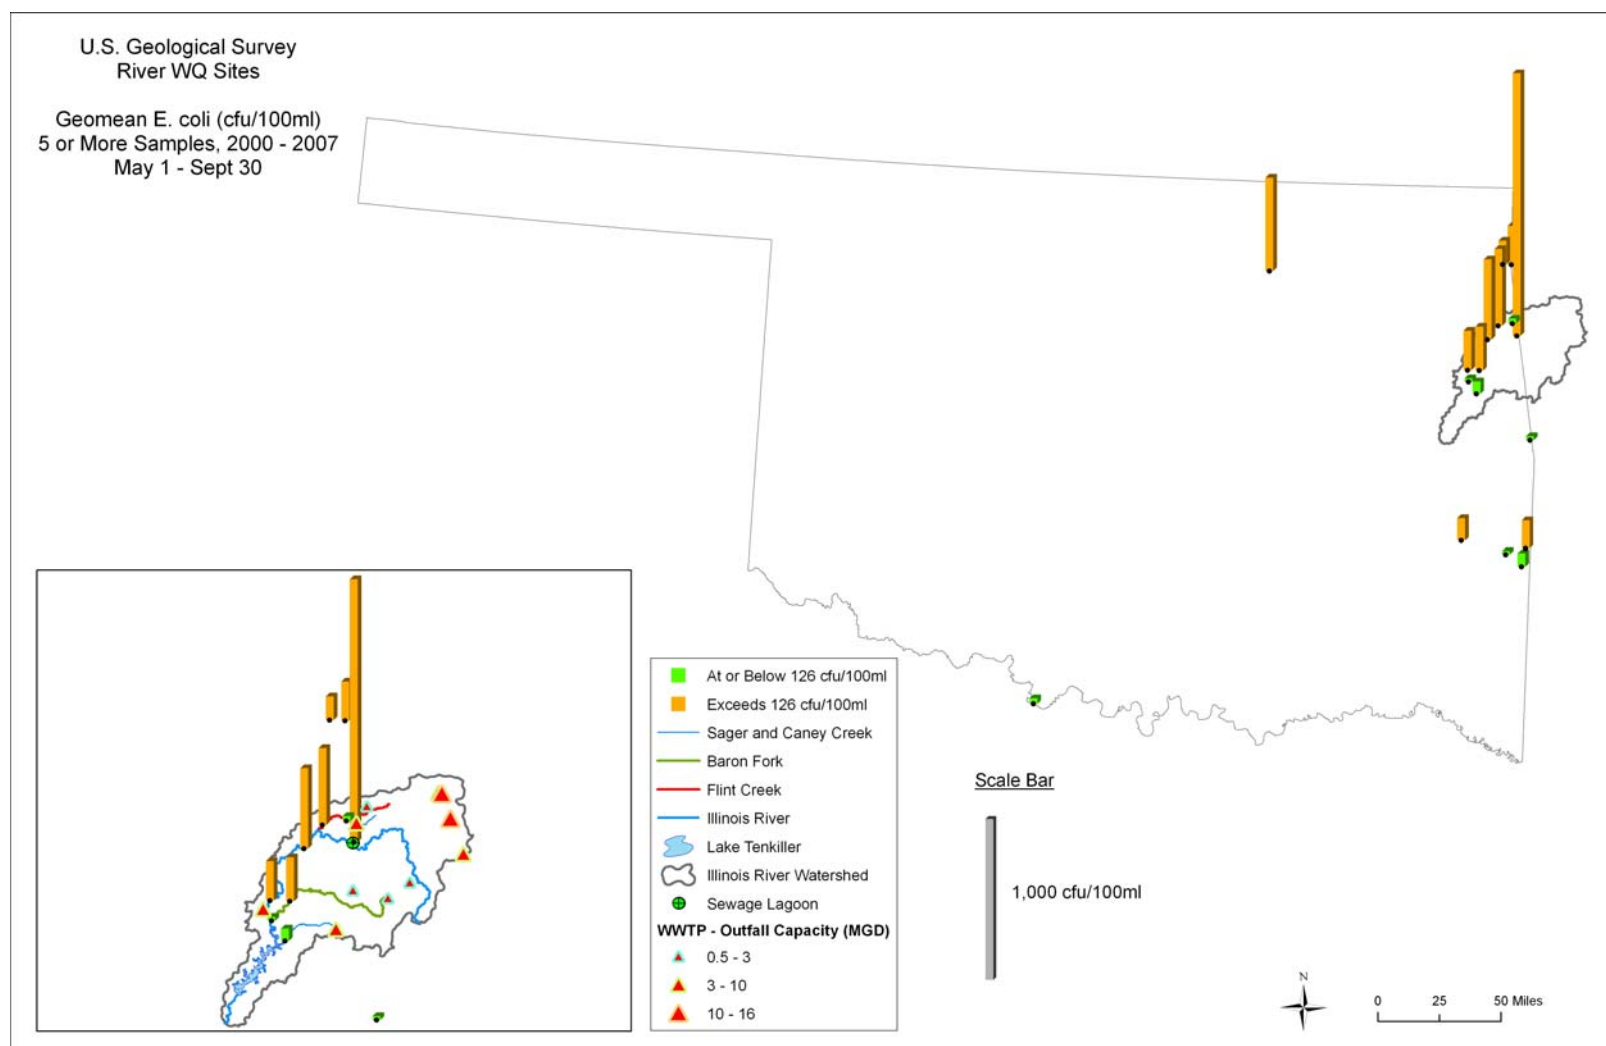 U.S. Geological Survey
River WQ Sites
Geomean E. coli (cfu/100ml)
5 or More Samples, 2000 - 2007
May 1 - Sept 30
At or Below 126 cfu/100ml
Exceeds 126 cfu/100ml
Sager and Caney Creek
Baron Fork
Flint Creek
Illinois River
Lake Tenkiller
Illinois River Watershed
Sewage Lagoon
WWTP - Outfall Capacity (MGD)
0.5 - 3
3 - 10
10 - 16
Scale Bar
1,000 cfu/100ml
N
0 25 50 Miles